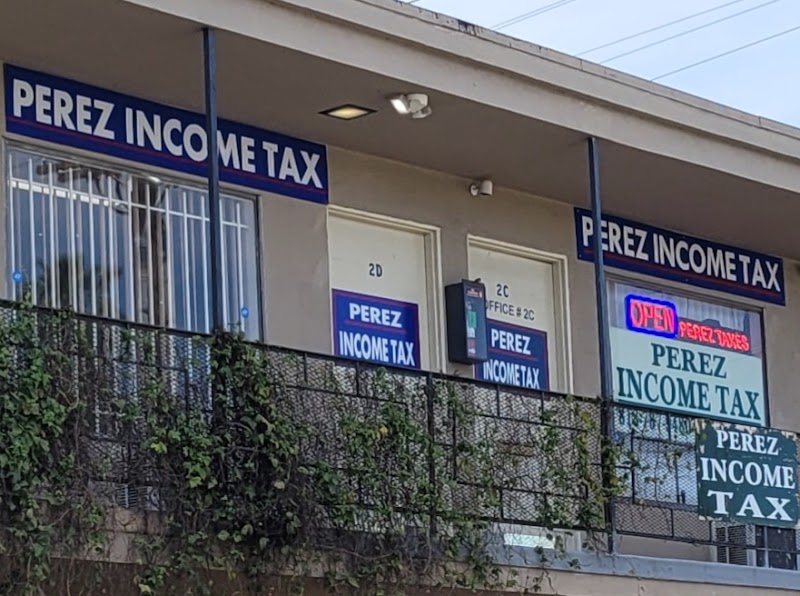 PEREZ INCOME TAX
2D
PEREZ
INCOME TAX
2C
OFFICE # 2C
PEREZ
INCOME TAX
PEREZ INCOME TAX
OPEN
PEREZ TAXES
PEREZ
INCOME TAX
PEREZ
INCOME
TAX